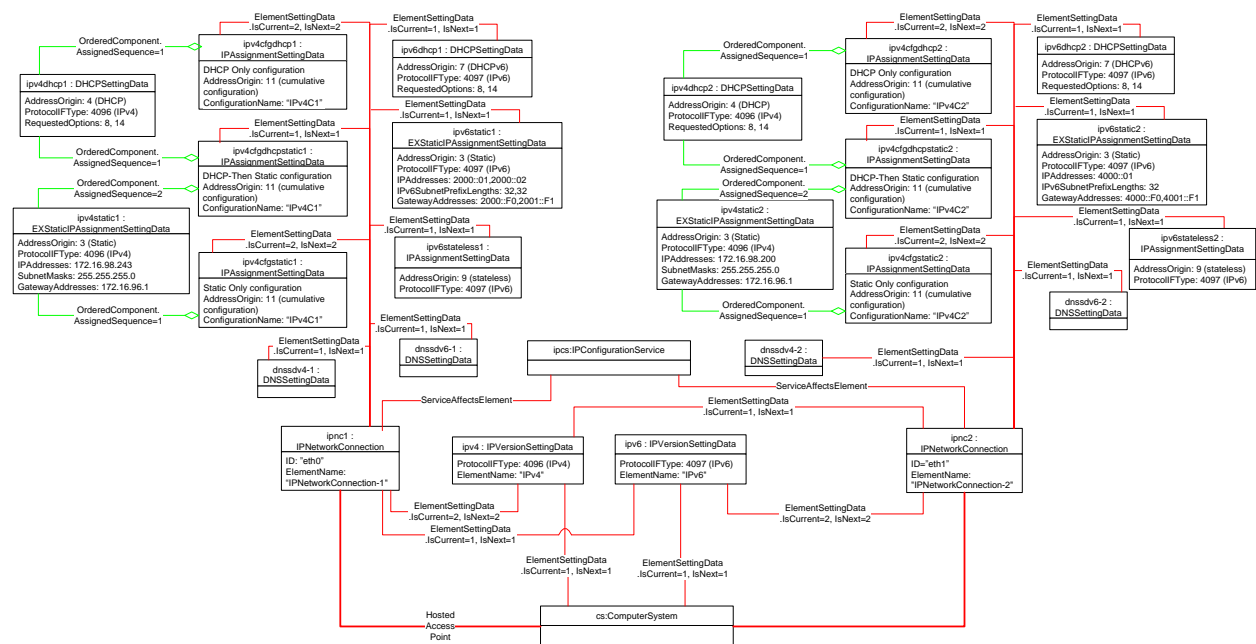 ElementSettingData
.IsCurrent=2, IsNext=2
OrderedComponent.
AssignedSequence=1
ipv4cfgdhcp1 :
IPAssignmentSettingData
DHCP Only configuration
AddressOrigin: 11 (cumulative
configuration)
ConfigurationName: "IPv4C1"
ipv4dhcp1 : DHCPSettingData
AddressOrigin: 4 (DHCP)
ProtocolIFType: 4096 (IPv4)
RequestedOptions: 8, 14
ElementSettingData
.IsCurrent=1, IsNext=1
OrderedComponent.
AssignedSequence=1
ipv4cfgdhcpstatic1 :
IPAssignmentSettingData
DHCP-Then Static configuration
AddressOrigin: 11 (cumulative
configuration)
ConfigurationName: "IPv4C1"
OrderedComponent.
AssignedSequence=2
ipv4static1 :
EXStaticIPAssignmentSettingData
AddressOrigin: 3 (Static)
ProtocolIFType: 4096 (IPv4)
IPAddresses: 172.16.98.243
SubnetMasks: 255.255.255.0
GatewayAddresses: 172.16.96.1
ElementSettingData
.IsCurrent=2, IsNext=2
ipv4cfgstatic1 :
IPAssignmentSettingData
Static Only configuration
AddressOrigin: 11 (cumulative
configuration)
ConfigurationName: "IPv4C1"
OrderedComponent.
AssignedSequence=1
ElementSettingData
.IsCurrent=1, IsNext=1
ipv6dhcp1 : DHCPSettingData
AddressOrigin: 7 (DHCPv6)
ProtocolIFType: 4097 (IPv6)
RequestedOptions: 8, 14
ElementSettingData
.IsCurrent=1, IsNext=1
ipv6static1 :
EXStaticIPAssignmentSettingData
AddressOrigin: 3 (Static)
ProtocolIFType: 4097 (IPv6)
IPAddresses: 2000::01,2000::02
IPv6SubnetPrefixLengths: 32,32
GatewayAddresses: 2000::F0,2001::F1
ElementSettingData
.IsCurrent=1, IsNext=1
ipv6stateless1 :
IPAssignmentSettingData
AddressOrigin: 9 (stateless)
ProtocolIFType: 4097 (IPv6)
ElementSettingData
.IsCurrent=1, IsNext=1
dnssdv6-1 :
DNSSettingData
ElementSettingData
.IsCurrent=1, IsNext=1
dnssdv4-1 :
DNSSettingData
ElementSettingData
.IsCurrent=2, IsNext=2
OrderedComponent.
AssignedSequence=1
ipv4cfgdhcp2 :
IPAssignmentSettingData
DHCP Only configuration
AddressOrigin: 11 (cumulative
configuration)
ConfigurationName: "IPv4C2"
ipv4dhcp2 : DHCPSettingData
AddressOrigin: 4 (DHCP)
ProtocolIFType: 4096 (IPv4)
RequestedOptions: 8, 14
ElementSettingData
.IsCurrent=1, IsNext=1
OrderedComponent.
AssignedSequence=1
ipv4cfgdhcpstatic2 :
IPAssignmentSettingData
DHCP-Then Static configuration
AddressOrigin: 11 (cumulative
configuration)
ConfigurationName: "IPv4C2"
OrderedComponent.
AssignedSequence=2
ipv4static2 :
EXStaticIPAssignmentSettingData
AddressOrigin: 3 (Static)
ProtocolIFType: 4096 (IPv4)
IPAddress: 172.16.98.200
SubnetMasks: 255.255.255.0
GatewayAddresses: 172.16.96.1
ElementSettingData
.IsCurrent=2, IsNext=2
ipv4cfgstatic2 :
IPAssignmentSettingData
Static Only configuration
AddressOrigin: 11 (cumulative
configuration)
ConfigurationName: "IPv4C2"
OrderedComponent.
AssignedSequence=1
ElementSettingData
.IsCurrent=1, IsNext=1
ipv6dhcp2 : DHCPSettingData
AddressOrigin: 7 (DHCPv6)
ProtocolIFType: 4097 (IPv6)
RequestedOptions: 8, 14
ElementSettingData
.IsCurrent=1, IsNext=1
ipv6static2 :
EXStaticIPAssignmentSettingData
AddressOrigin: 3 (Static)
ProtocolIFType: 4097 (IPv6)
IPAddresses: 4000::01
IPv6SubnetPrefixLengths: 32
GatewayAddresses: 4000::F0,4001::F1
ElementSettingData
.IsCurrent=1, IsNext=1
ipv6stateless2 :
IPAssignmentSettingData
AddressOrigin: 9 (stateless)
ProtocolIFType: 4097 (IPv6)
ElementSettingData
.IsCurrent=1, IsNext=1
dnssdv6-2 :
DNSSettingData
dnssdv4-2 :
DNSSettingData
ElementSettingData
.IsCurrent=1, IsNext=1
ipcs:IPConfigurationService
ServiceAffectsElement
ServiceAffectsElement
ElementSettingData
.IsCurrent=1, IsNext=1
ipnc1 :
IPNetworkConnection
ID: "eth0"
ElementName:
"IPNetworkConnection-1"
ipv4 : IPVersionSettingData
ProtocolIFType: 4096 (IPv4)
ElementName: "IPv4"
ipv6 : IPVersionSettingData
ProtocolIFType: 4097 (IPv6)
ElementName: "IPv6"
ipnc2 :
IPNetworkConnection
ID="eth1"
ElementName:
"IPNetworkConnection-2"
ElementSettingData
.IsCurrent=2, IsNext=2
ElementSettingData
.IsCurrent=1, IsNext=1
ElementSettingData
.IsCurrent=2, IsNext=2
ElementSettingData
.IsCurrent=1, IsNext=1
ElementSettingData
.IsCurrent=1, IsNext=1
Hosted
Access
Point
cs:ComputerSystem